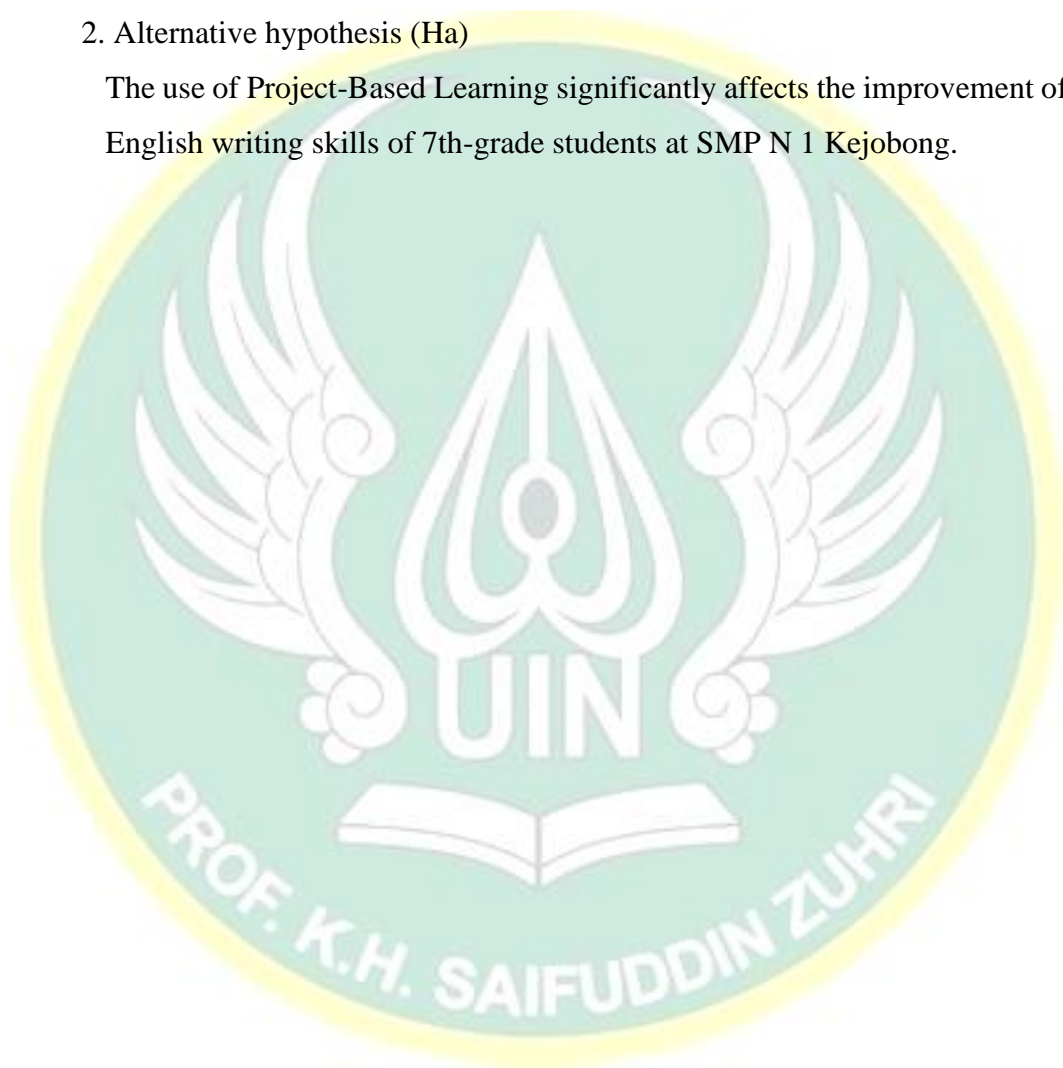 2. Alternative hypothesis (Ha)
The use of Project-Based Learning significantly affects the improvement of
English writing skills of 7th-grade students at SMP N 1 Kejobong.
UIN
PROF. K.H. SAIFUDDIN ZUHRI